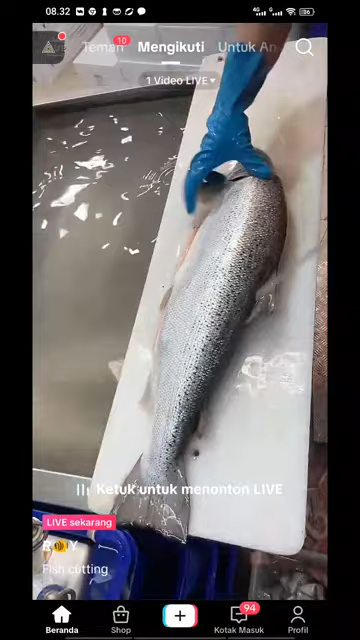 08.32
LIVE Teman 10 Mengikuti Untuk An
1 Video LIVE
Ketuk untuk menonton LIVE
LIVE sekarang
Fish cutting
94
Beranda Shop Kotak Masuk Profil